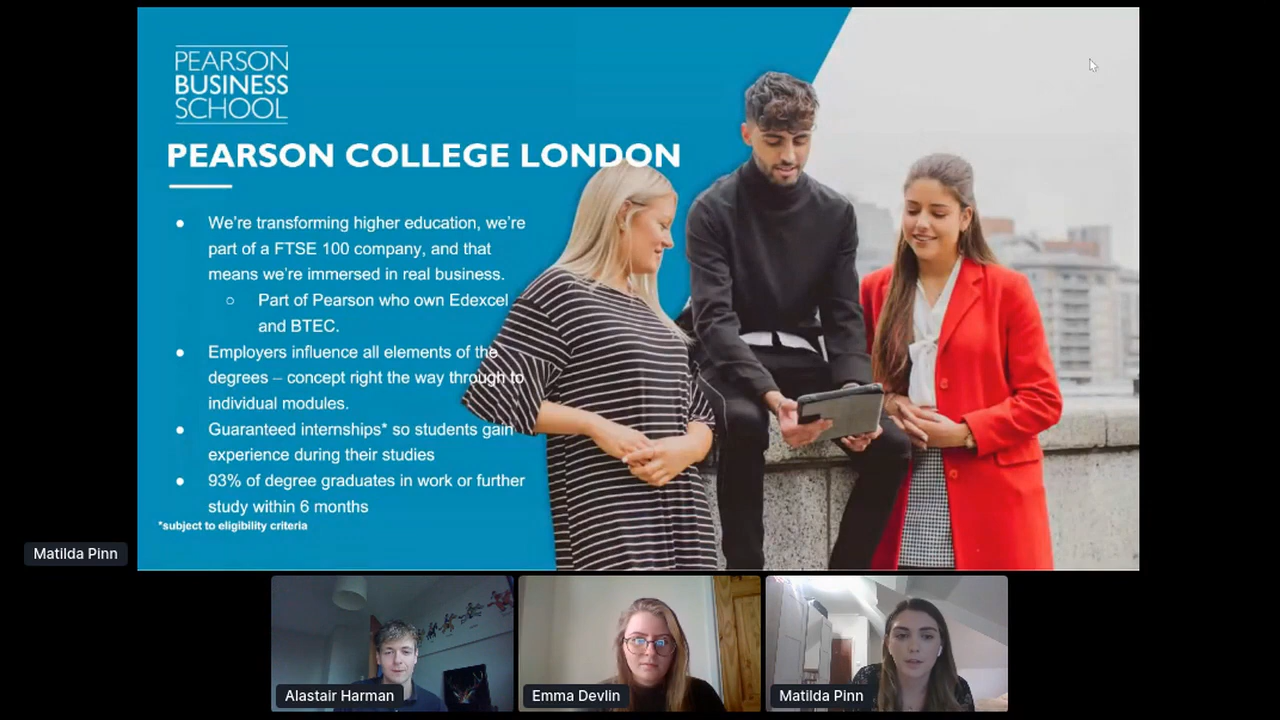 PEARSON
BUSINESS
SCHOOL
PEARSON COLLEGE LONDON
● We’re transforming higher education, we’re
part of a FTSE 100 company, and that
means we’re immersed in real business.
○ Part of Pearson who own Edexcel
and BTEC.
● Employers influence all elements of the
degrees – concept right the way through to
individual modules.
● Guaranteed internships* so students gain
experience during their studies
● 93% of degree graduates in work or further
study within 6 months
*subject to eligibility criteria
Matilda Pinn
Alastair Harman
Emma Devlin
Matilda Pinn